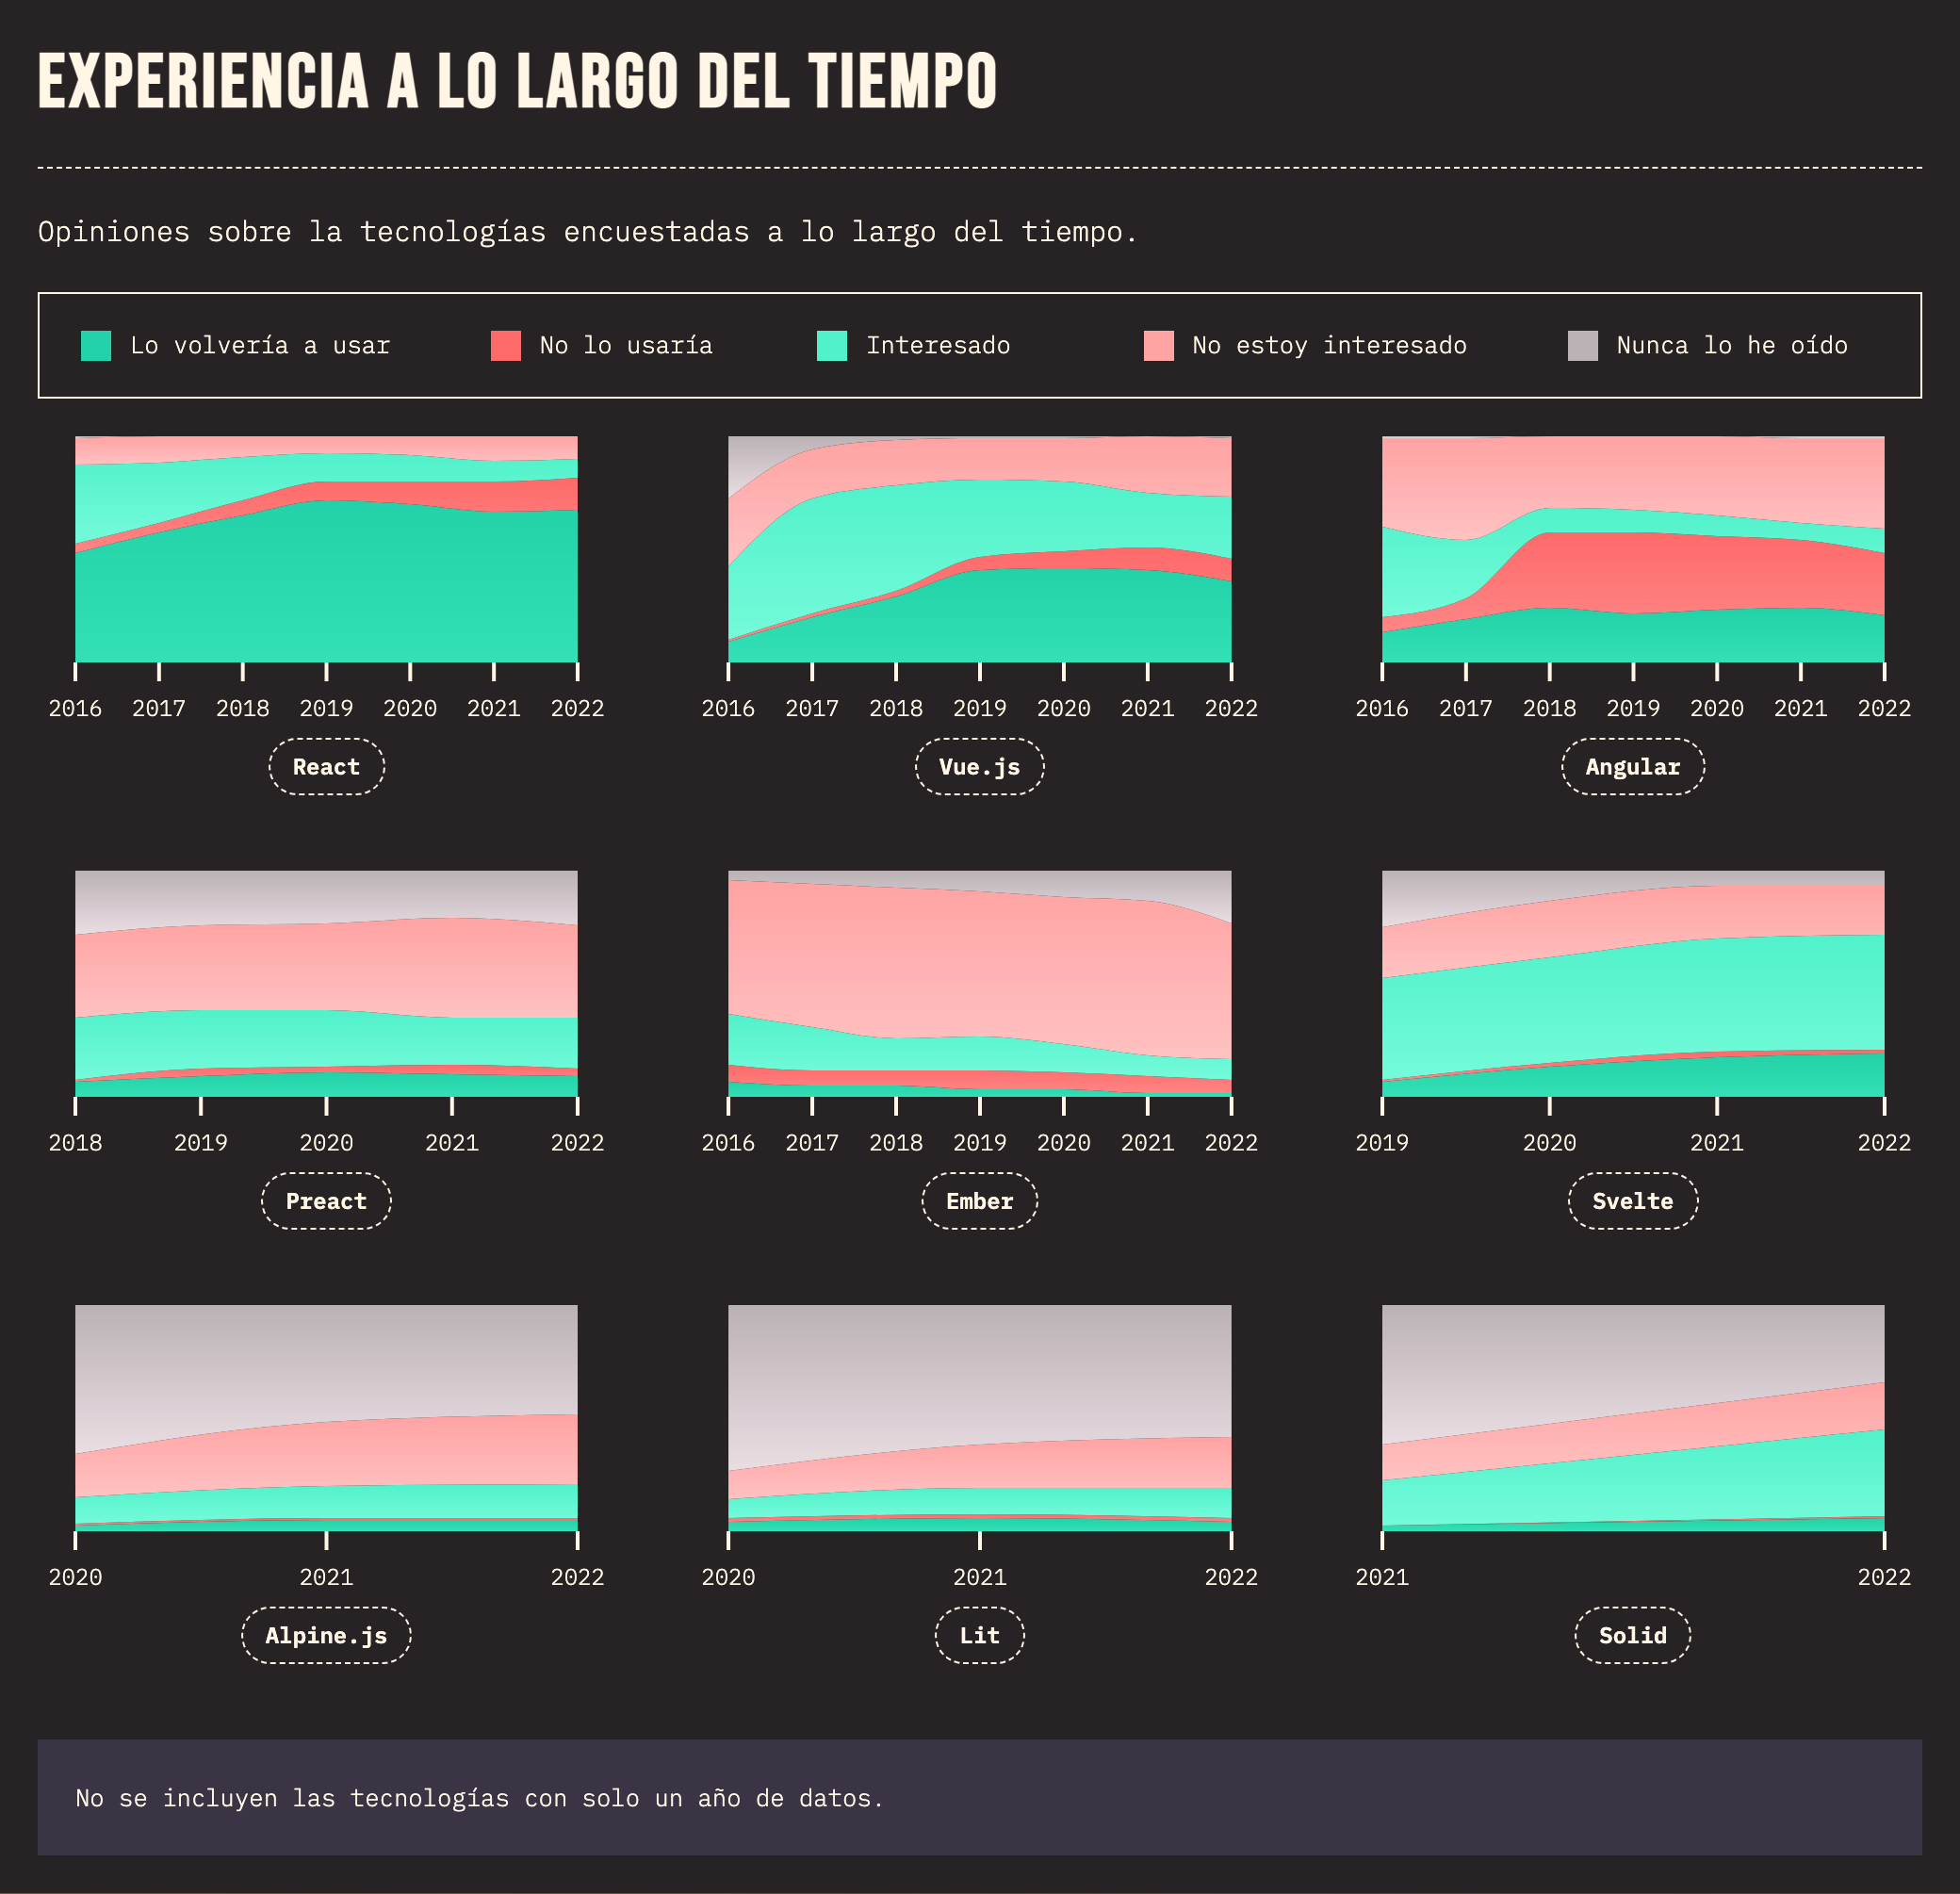 EXPERIENCIA A LO LARGO DEL TIEMPO
Opiniones sobre la tecnologías encuestadas a lo largo del tiempo.
Lo volvería a usar No lo usaría Interesado No estoy interesado Nunca lo he oído
2016 2017 2018 2019 2020 2021 2022
React
2016 2017 2018 2019 2020 2021 2022
Vue.js
2016 2017 2018 2019 2020 2021 2022
Angular
2018 2019 2020 2021 2022
Preact
2016 2017 2018 2019 2020 2021 2022
Ember
2019 2020 2021 2022
Svelte
2020 2021 2022
Alpine.js
2020 2021 2022
Lit
2021 2022
Solid
No se incluyen las tecnologías con solo un año de datos.